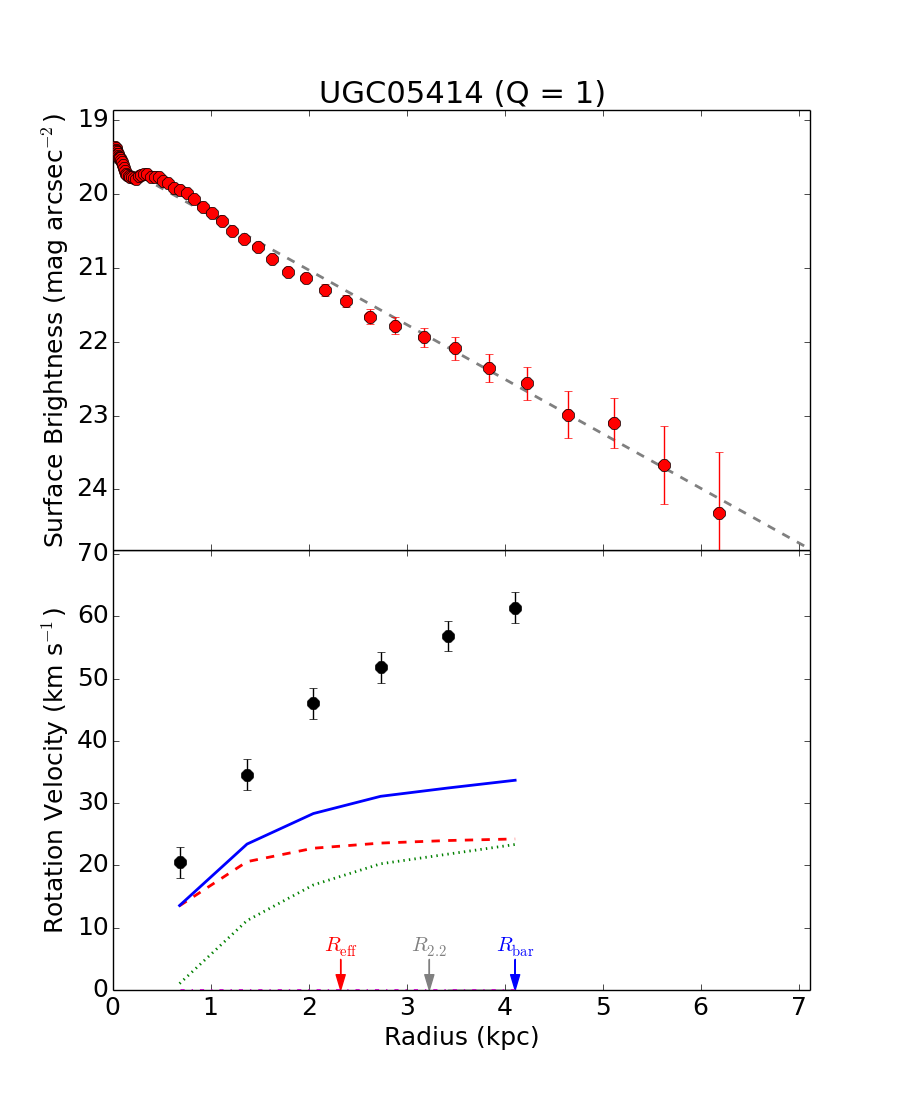 UGC05414 (Q = 1)
Surface Brightness (mag arcsec⁻²)
19
20
21
22
23
24
Rotation Velocity (km s⁻¹)
70
60
50
40
30
20
10
0
R_eff R_2.2 R_bar
0 1 2 3 4 5 6 7
Radius (kpc)